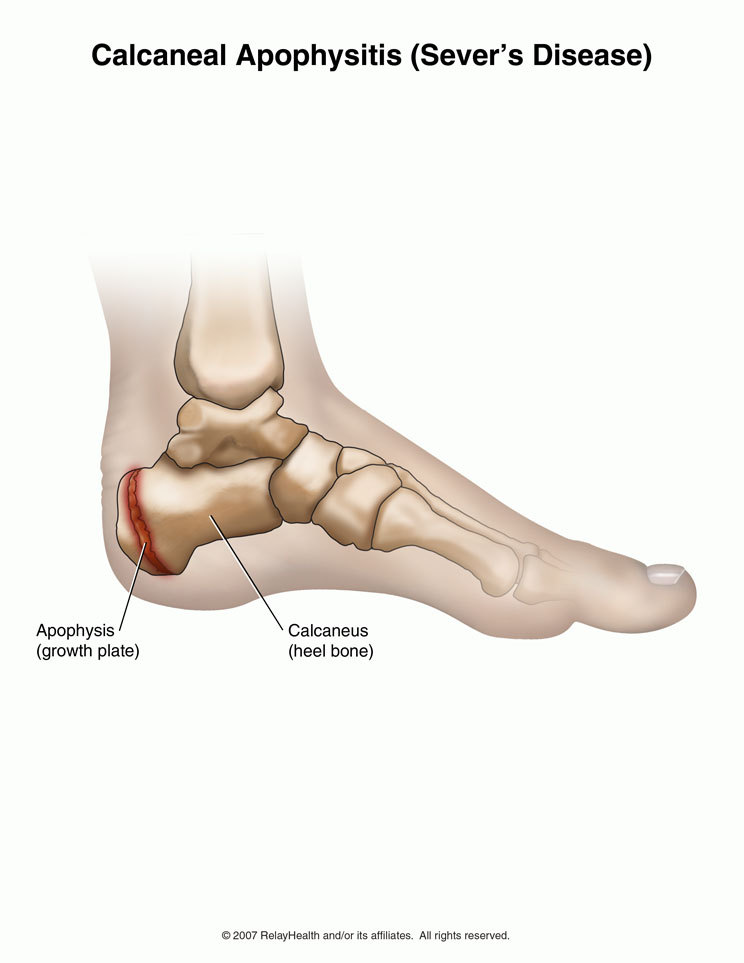 Calcaneal Apophysitis (Sever’s Disease)
Apophysis
(growth plate)
Calcaneus
(heel bone)
© 2007 RelayHealth and/or its affiliates. All rights reserved.